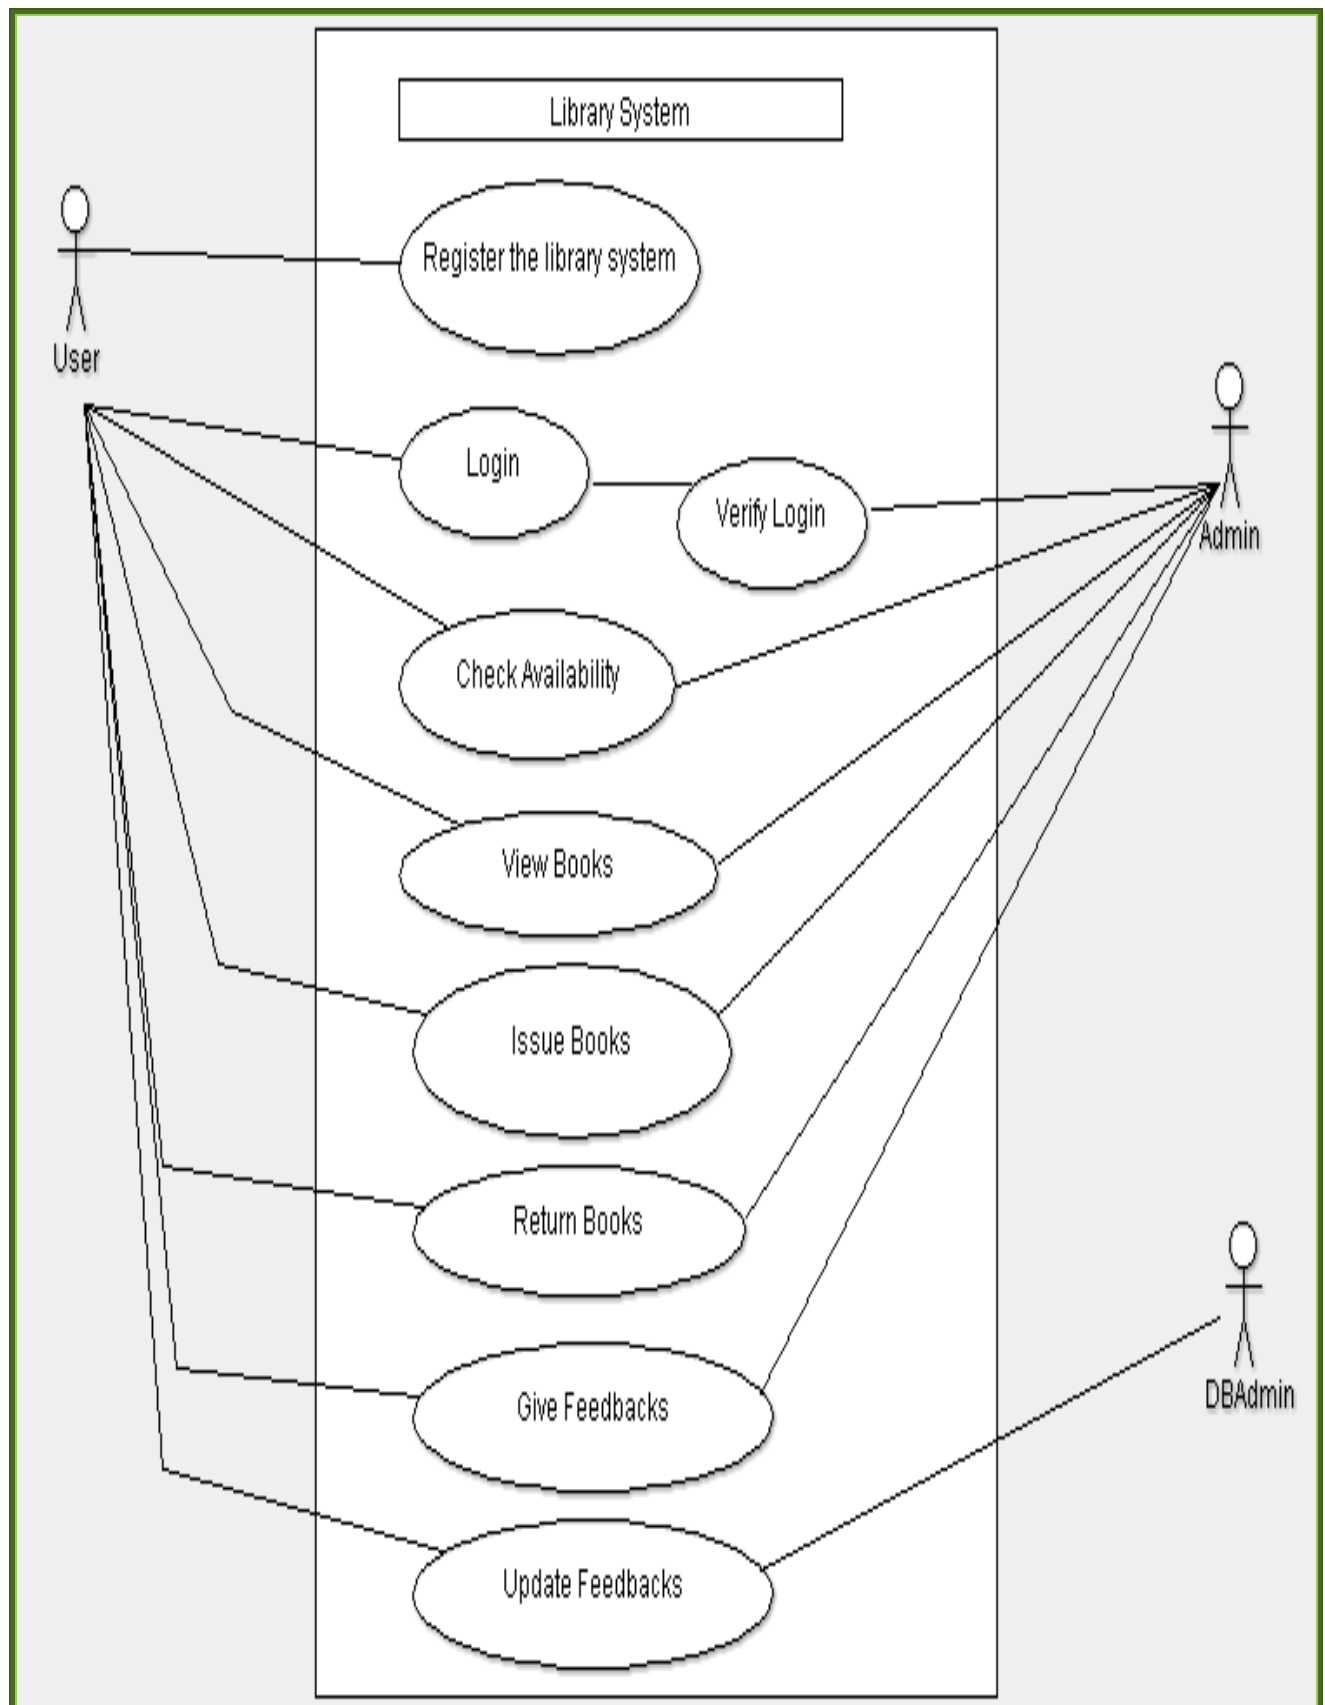 Library System
Register the library system
User
Login
Verify Login
Admin
Check Availability
View Books
Issue Books
Return Books
DBAdmin
Give Feedbacks
Update Feedbacks